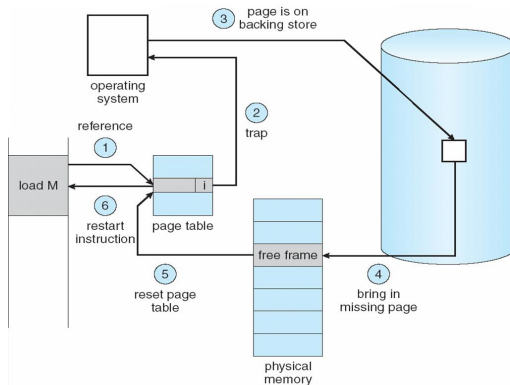 3
page is on
backing store
operating
system
2
trap
reference
1
load M
i
6
restart
instruction
page table
free frame
5
reset page
table
4
bring in
missing page
physical
memory